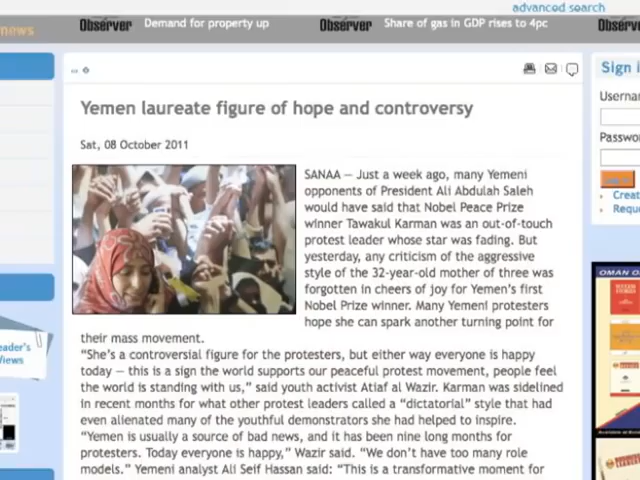 advanced search
news
Observer
Demand for property up
Observer
Share of gas in GDP rises to 4pc
Observer
Sign i
Yemen laureate figure of hope and controversy
Userna
Sat, 08 October 2011
Passwo
SANAA — Just a week ago, many Yemeni
opponents of President Ali Abdulah Saleh
would have said that Nobel Peace Prize
winner Tawakul Karman was an out-of-touch
protest leader whose star was fading. But
yesterday, any criticism of the aggressive
style of the 32-year-old mother of three was
forgotten in cheers of joy for Yemen's first
Nobel Prize winner. Many Yemeni protesters
hope she can spark another turning point for
their mass movement.
“She's a controversial figure for the protesters, but either way everyone is happy
today — this is a sign the world supports our peaceful protest movement, people feel
the world is standing with us,” said youth activist Atiaf al Wazir. Karman was sidelined
in recent months for what other protest leaders called a “dictatorial” style that had
even alienated many of the youthful demonstrators she had helped to inspire.
“Yemen is usually a source of bad news, and it has been nine long months for
protesters. Today everyone is happy,” Wazir said. “We don't have too many role
models.” Yemeni analyst Ali Seif Hassan said: “This is a transformative moment for
Creat
Reque
OMAN O
eader's
Views